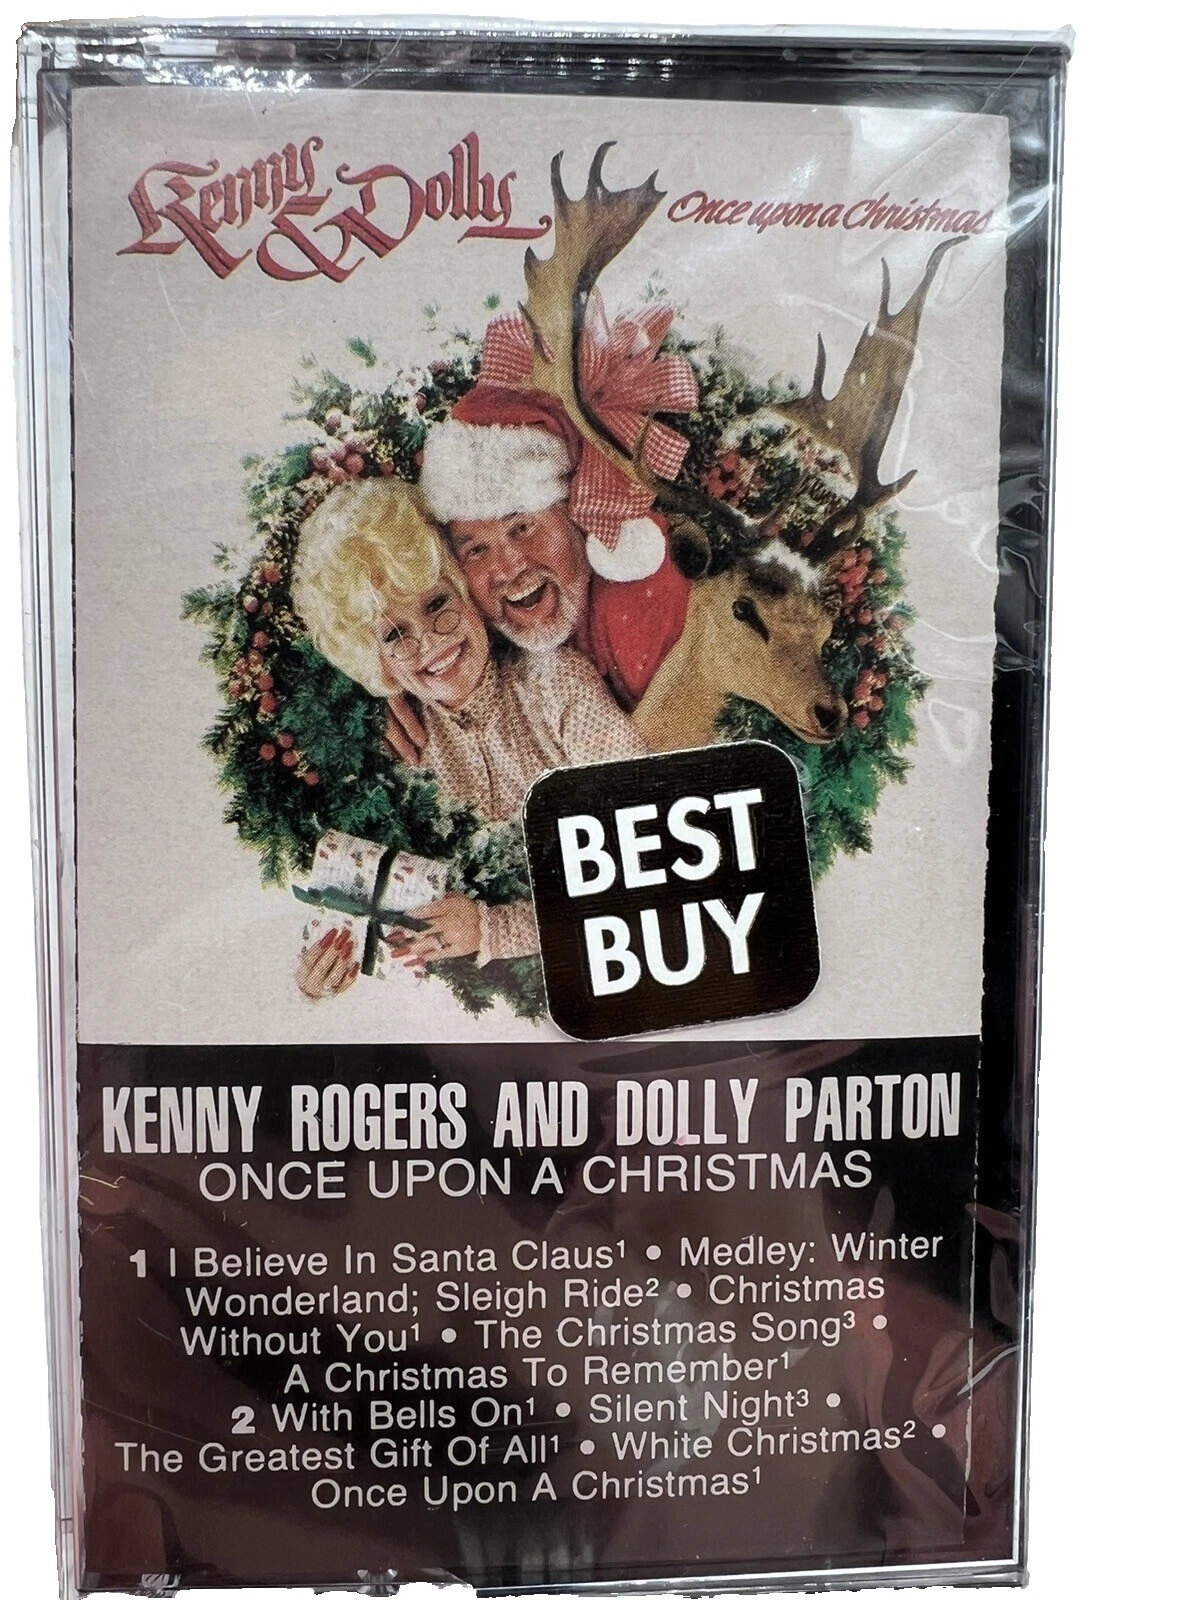 Kenny & Dolly
Once upon a Christmas
BEST
BUY
KENNY ROGERS AND DOLLY PARTON
ONCE UPON A CHRISTMAS
1 I Believe In Santa Claus¹ • Medley: Winter
Wonderland; Sleigh Ride² • Christmas
Without You¹ • The Christmas Song³ •
A Christmas To Remember¹
2 With Bells On¹ • Silent Night³ •
The Greatest Gift Of All¹ • White Christmas² •
Once Upon A Christmas¹